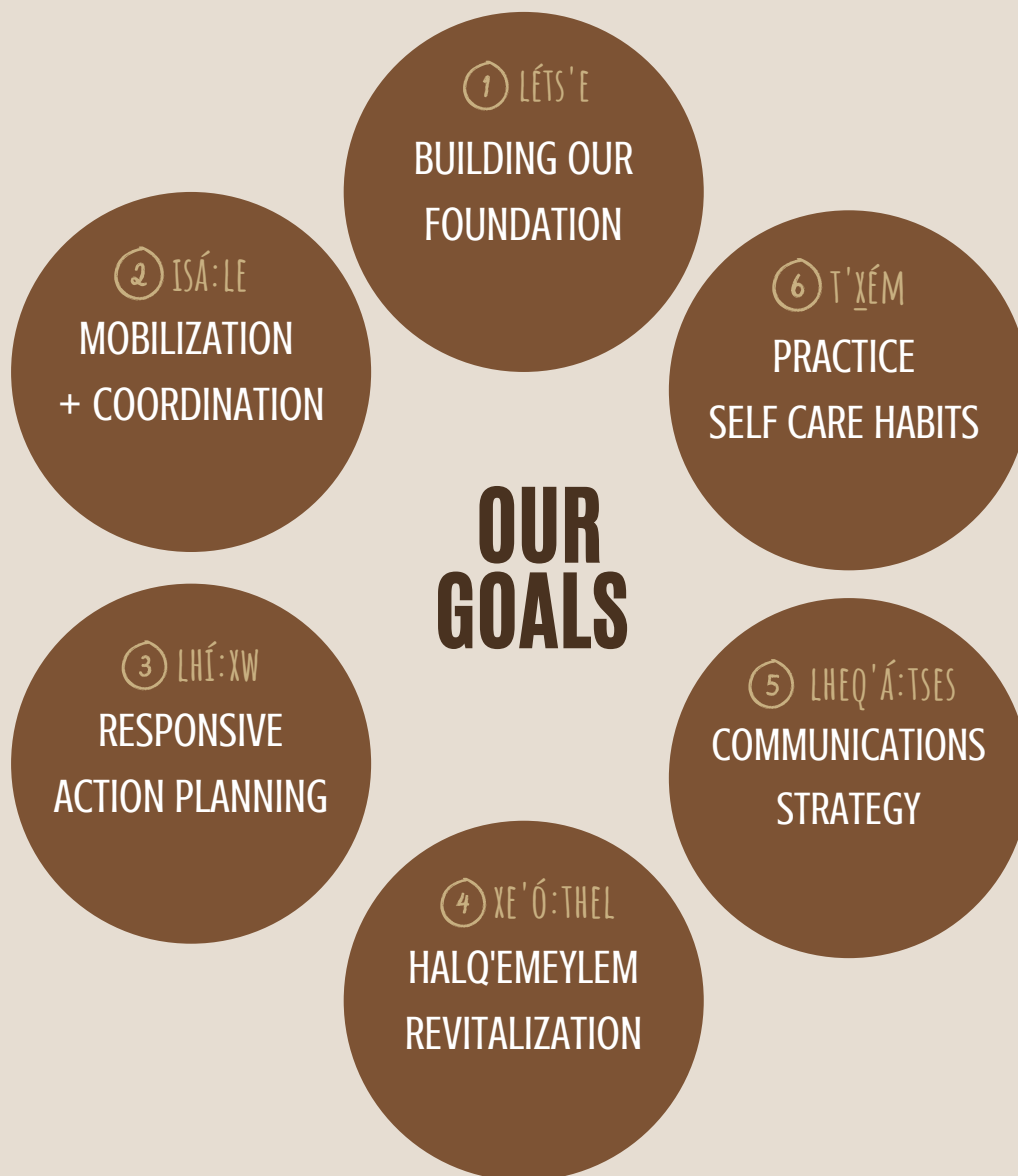 1 LÉTS'E
BUILDING OUR
FOUNDATION
2 ISÁ:LE
MOBILIZATION
+ COORDINATION
3 LHÍ:XW
RESPONSIVE
ACTION PLANNING
4 XE'Ó:THEL
HALQ'EMEYLEM
REVITALIZATION
5 LHEQ'Á:TSES
COMMUNICATIONS
STRATEGY
6 T'X̲ÉM
PRACTICE
SELF CARE HABITS
OUR
GOALS